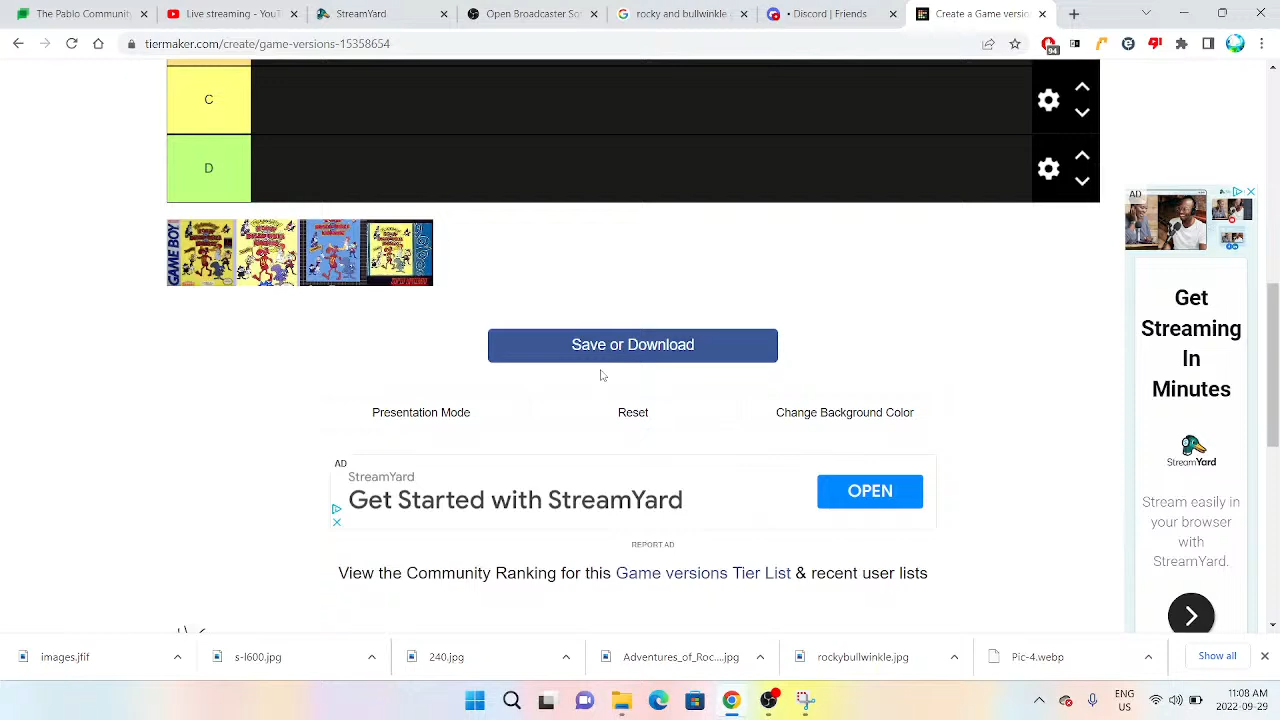 The Communit
Live Streaming - YouT
StreamYard
Open Broadcaster So
rocky and bullwinkle
• Discord | Friends
Create a Game versio
tiermaker.com/create/game-versions-15358654
94
C
D
GAME BOY
AD
Save or Download
Presentation Mode
Reset
Change Background Color
AD
StreamYard
Get Started with StreamYard
OPEN
REPORT AD
View the Community Ranking for this Game versions Tier List & recent user lists
Get
Streaming
In
Minutes
StreamYard
Stream easily in
your browser
with
StreamYard.
images.jfif
s-l600.jpg
240.jpg
Adventures_of_Roc....jpg
rockybullwinkle.jpg
Pic-4.webp
Show all
ENG
US
11:08 AM
2022-09-29